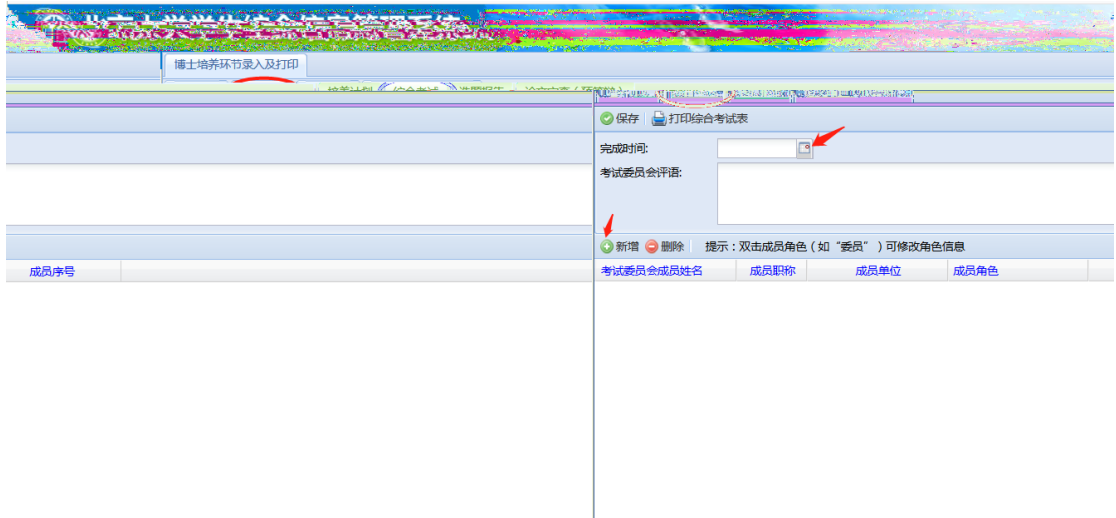 博士培养环节录入及打印
保存 打印综合考试表
完成时间:
考试委员会评语:
新增 删除 提示：双击成员角色（如“委员”）可修改角色信息
成员序号
考试委员会成员姓名 成员职称 成员单位 成员角色